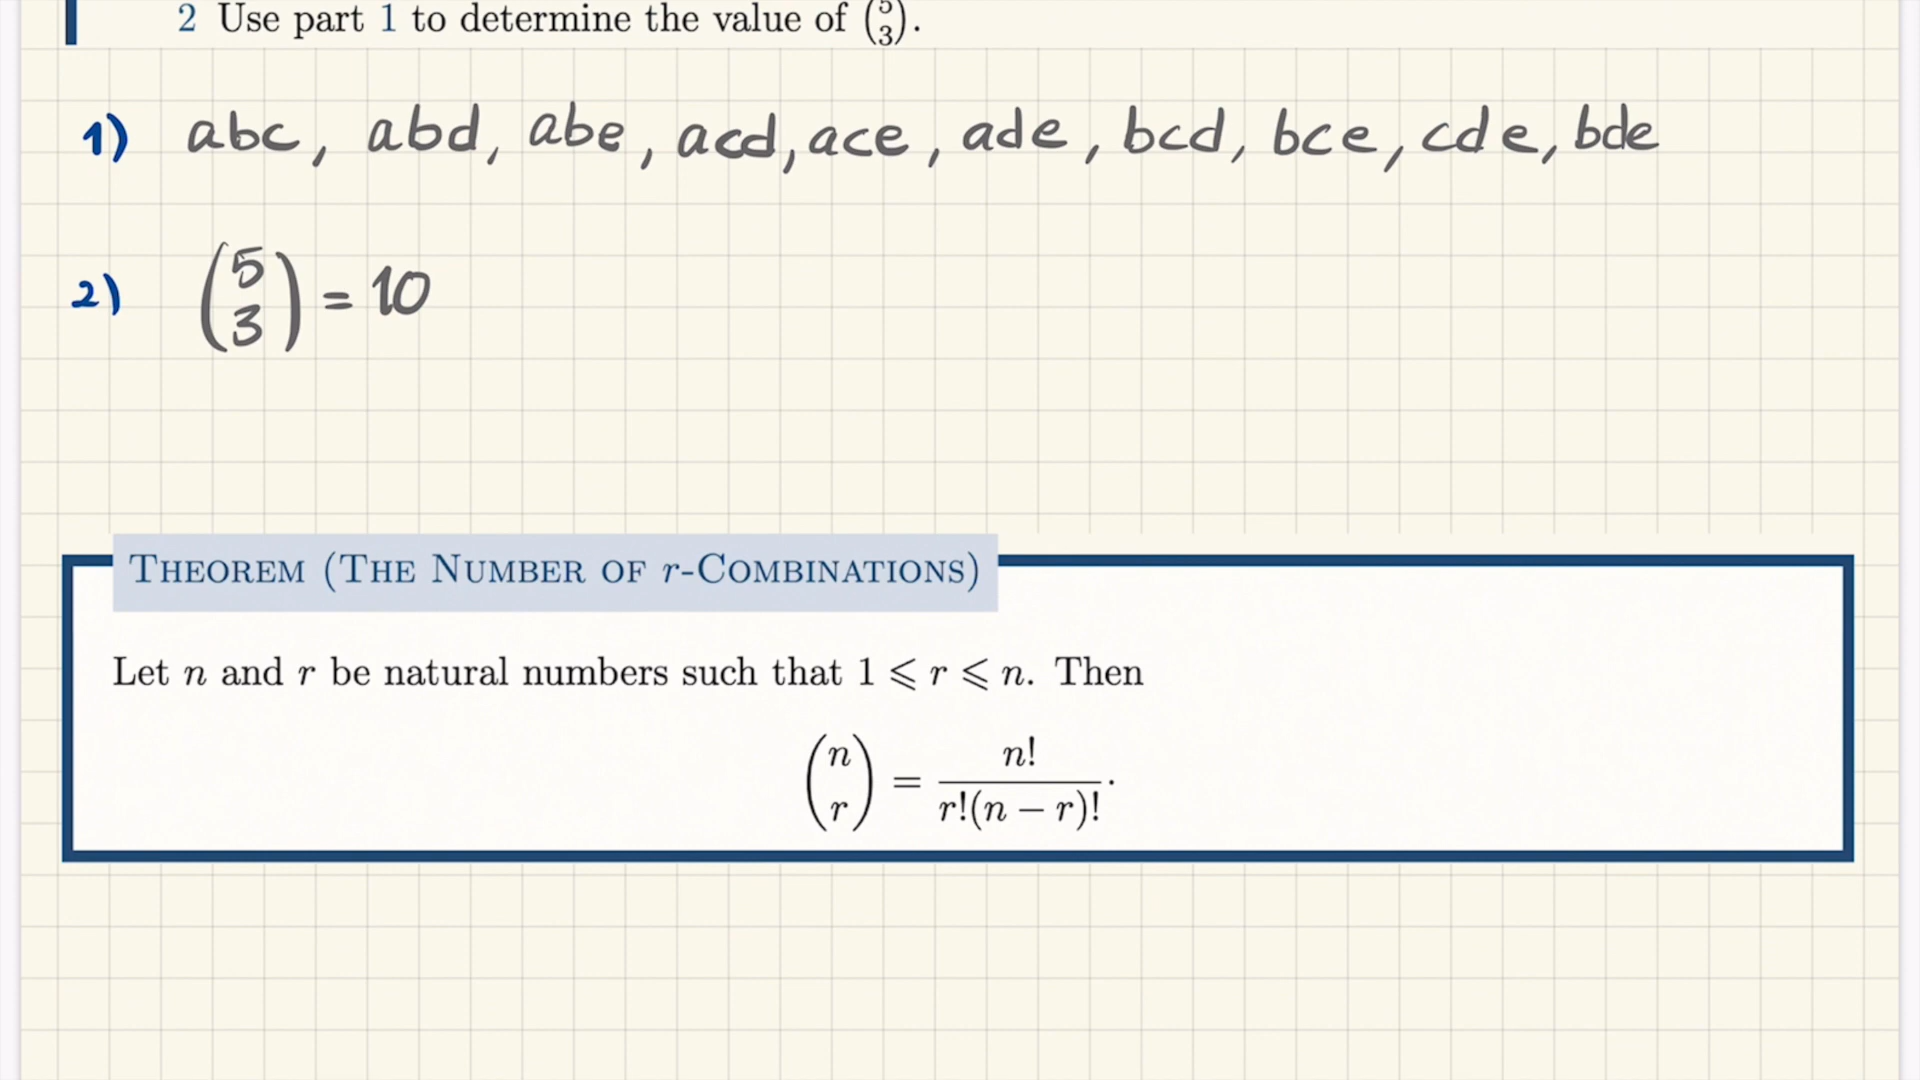 2 Use part 1 to determine the value of (5 3).
1) abc, abd, abe, acd, ace, ade, bcd, bce, cde, bde
2) (5 3) = 10
THEOREM (THE NUMBER OF r-COMBINATIONS)
Let n and r be natural numbers such that 1 ⩽ r ⩽ n. Then
(n r) = n! / r!(n − r)!.